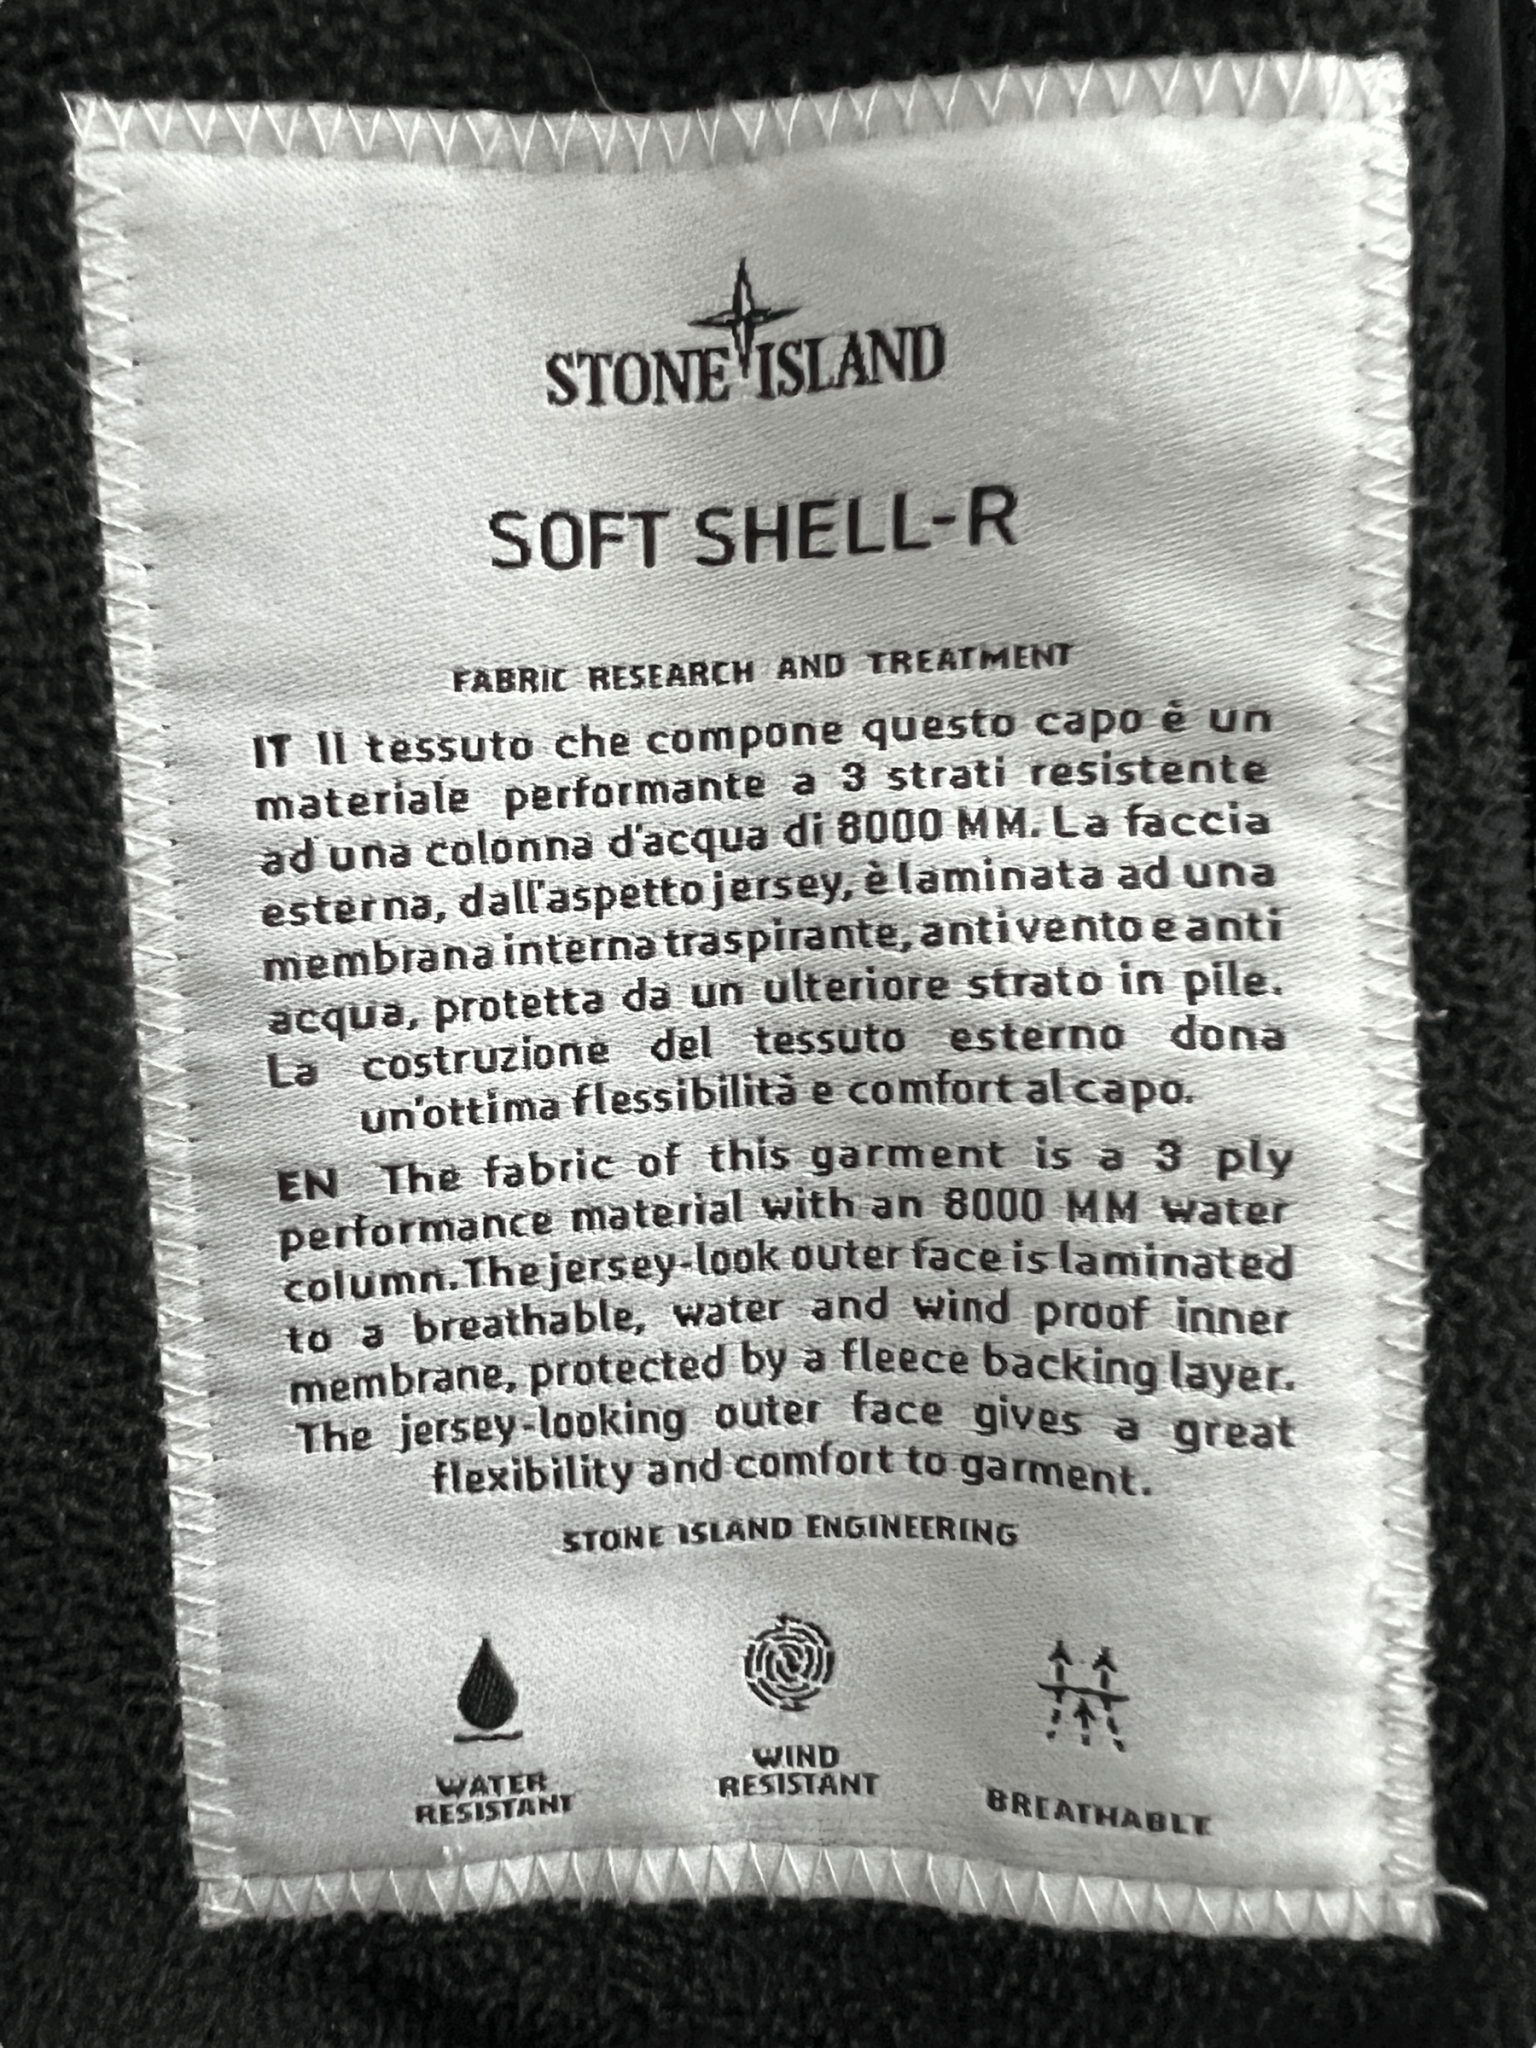 STONE ISLAND
SOFT SHELL-R
FABRIC RESEARCH AND TREATMENT
IT Il tessuto che compone questo capo è un
materiale performante a 3 strati resistente
ad una colonna d'acqua di 8000 MM. La faccia
esterna, dall'aspetto jersey, è laminata ad una
membrana interna traspirante, antivento e anti
acqua, protetta da un ulteriore strato in pile.
La costruzione del tessuto esterno dona
un'ottima flessibilità e comfort al capo.
EN The fabric of this garment is a 3 ply
performance material with an 8000 MM water
column. The jersey-look outer face is laminated
to a breathable, water and wind proof inner
membrane, protected by a fleece backing layer.
The jersey-looking outer face gives a great
flexibility and comfort to garment.
STONE ISLAND ENGINEERING
WATER
RESISTANT
WIND
RESISTANT
BREATHABLE